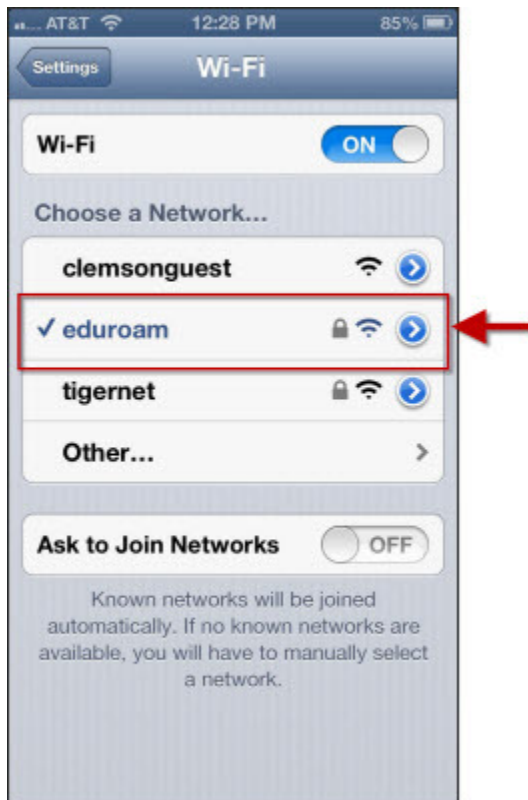 AT&T 12:28 PM 85%
Settings Wi-Fi
Wi-Fi ON
Choose a Network...
clemsonguest
✓ eduroam
tigernet
Other...
Ask to Join Networks OFF
Known networks will be joined
automatically. If no known networks are
available, you will have to manually select
a network.